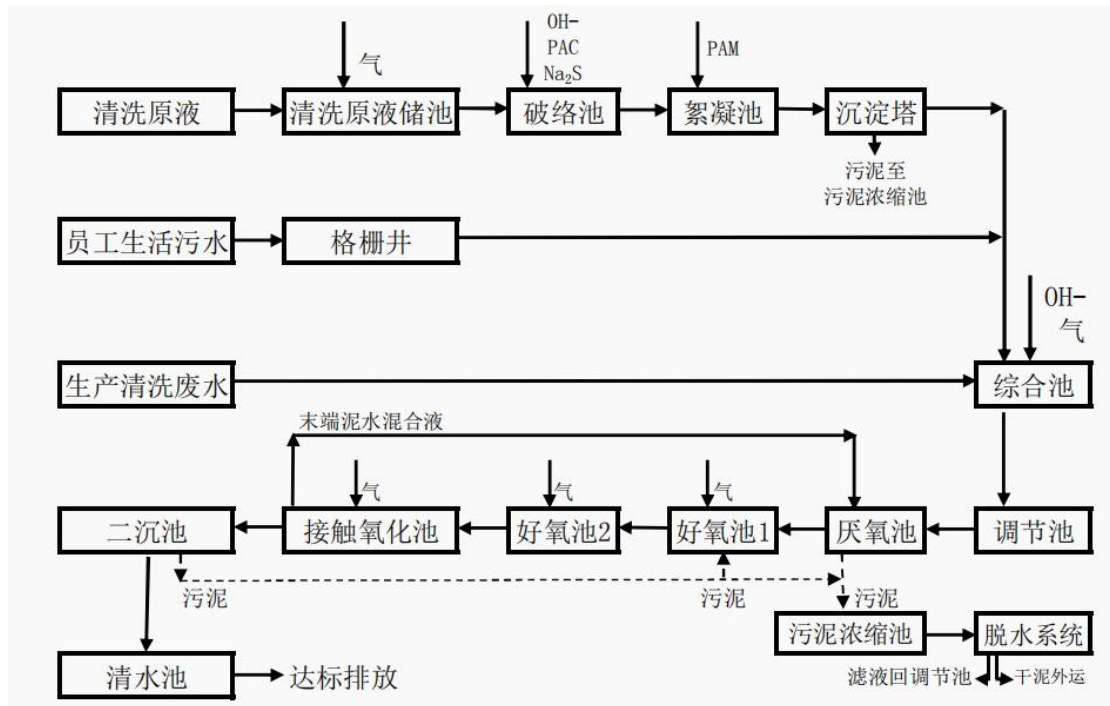 OH-
PAC
Na₂S
气
PAM
清洗原液
清洗原液储池
破络池
絮凝池
沉淀塔
污泥至
污泥浓缩池
员工生活污水
格栅井
OH-
气
生产清洗废水
综合池
末端泥水混合液
气
气
气
二沉池
接触氧化池
好氧池2
好氧池1
厌氧池
调节池
污泥
污泥
污泥
污泥浓缩池
脱水系统
清水池
达标排放
滤液回调节池
干泥外运